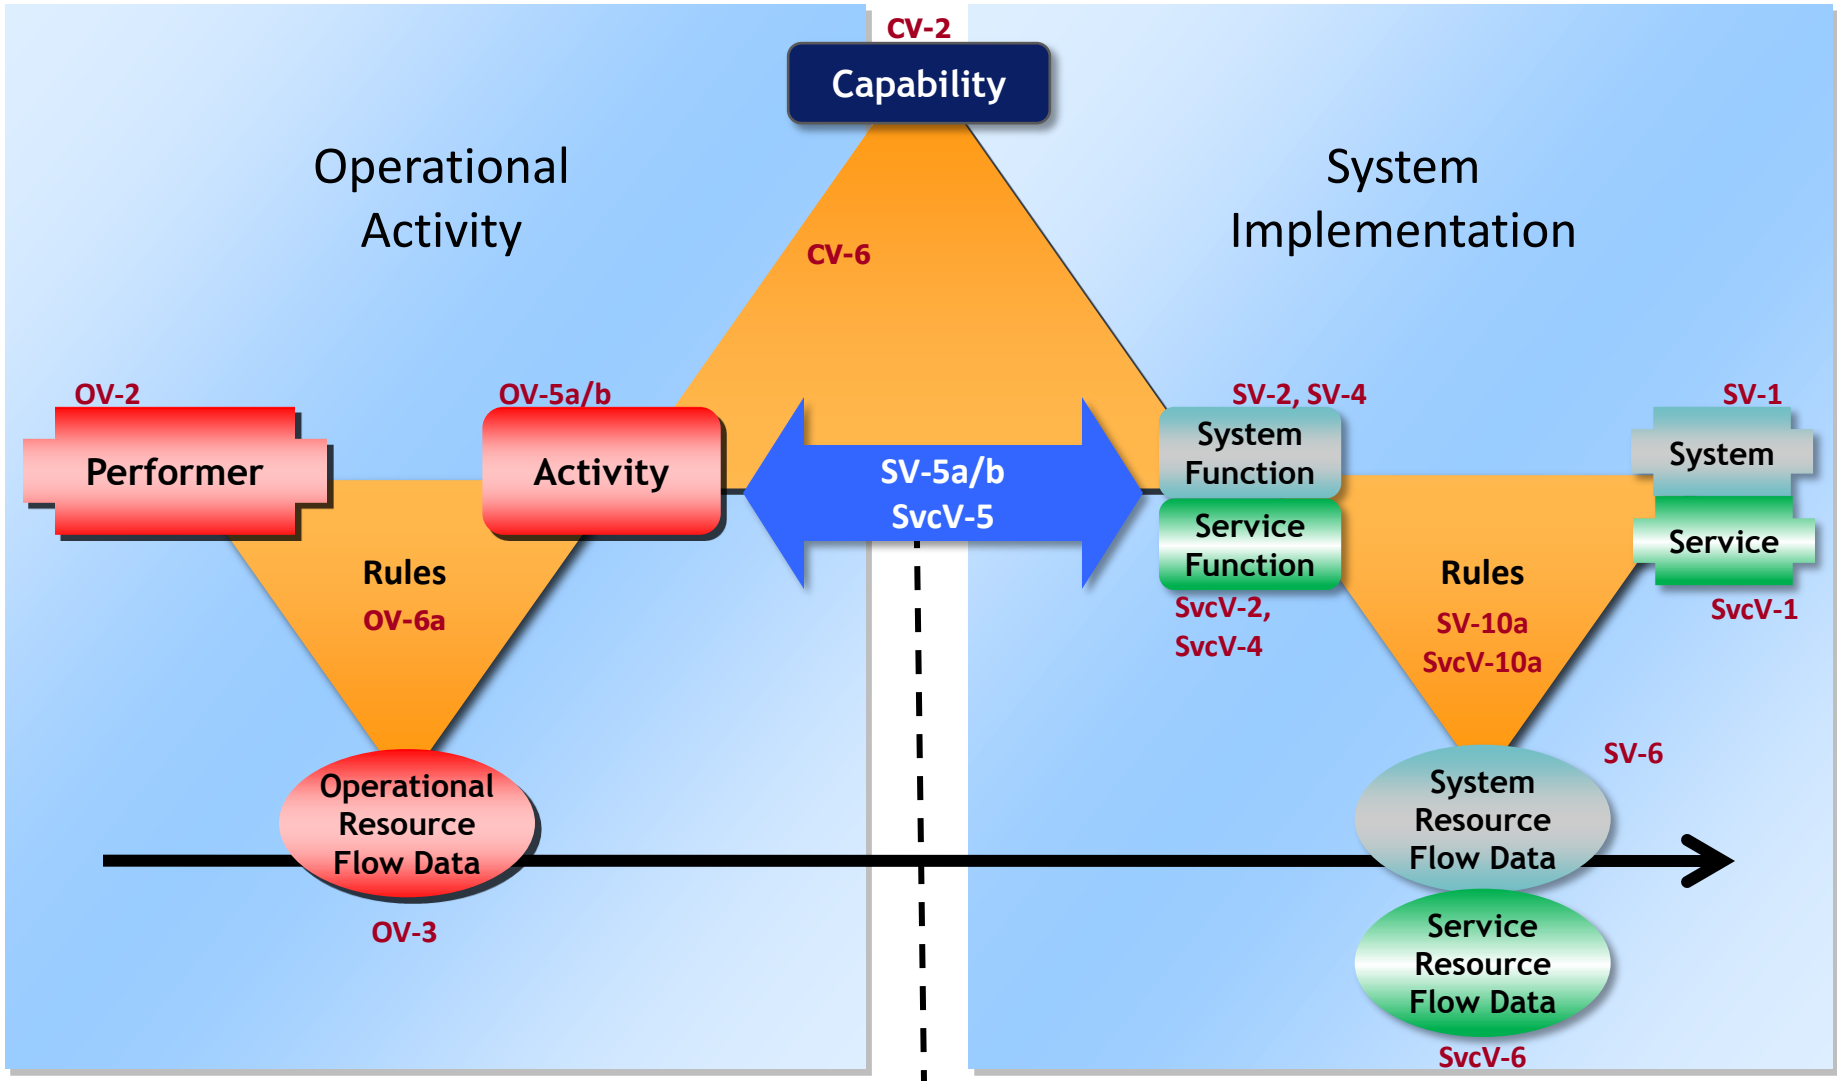 CV-2
Capability
Operational
Activity
System
Implementation
CV-6
OV-2
Performer
OV-5a/b
Activity
SV-5a/b
SvcV-5
SV-2, SV-4
System
Function
Service
Function
SvcV-2,
SvcV-4
SV-1
System
Service
SvcV-1
Rules
OV-6a
Rules
SV-10a
SvcV-10a
Operational
Resource
Flow Data
OV-3
SV-6
System
Resource
Flow Data
Service
Resource
Flow Data
SvcV-6